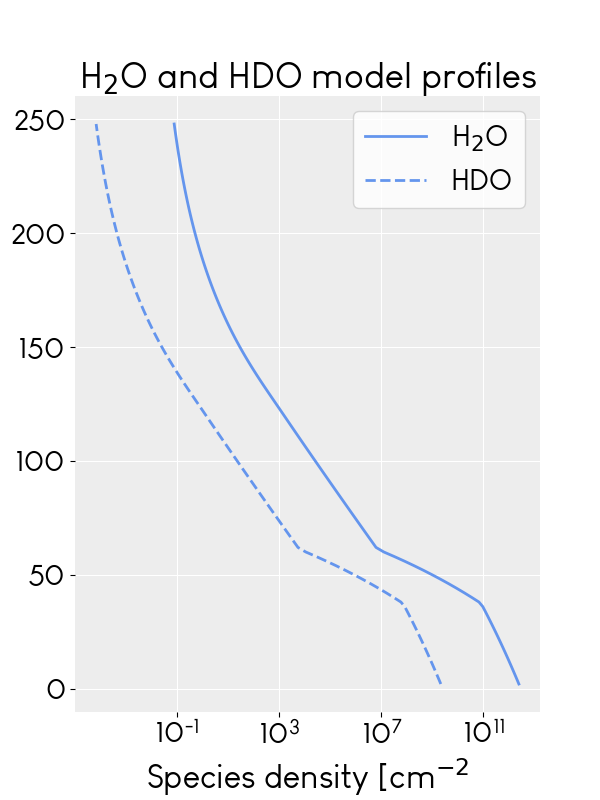 H₂O and HDO model profiles
250
200
150
100
50
0
H₂O
HDO
10⁻¹ 10³ 10⁷ 10¹¹
Species density [cm⁻²